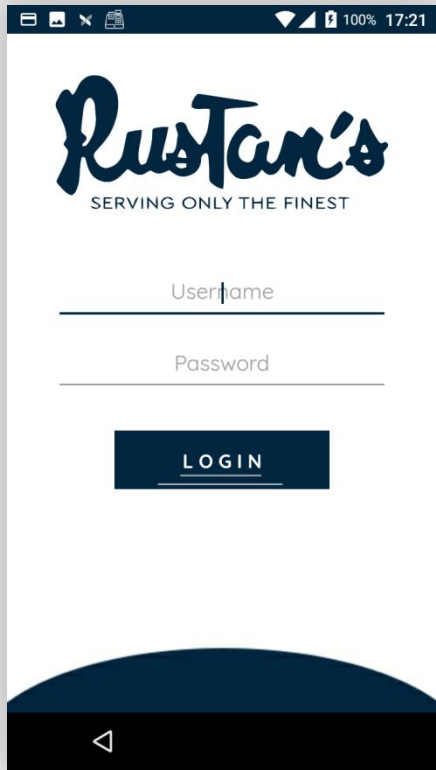 100% 17:21
Rustan's
SERVING ONLY THE FINEST
Username
Password
LOGIN